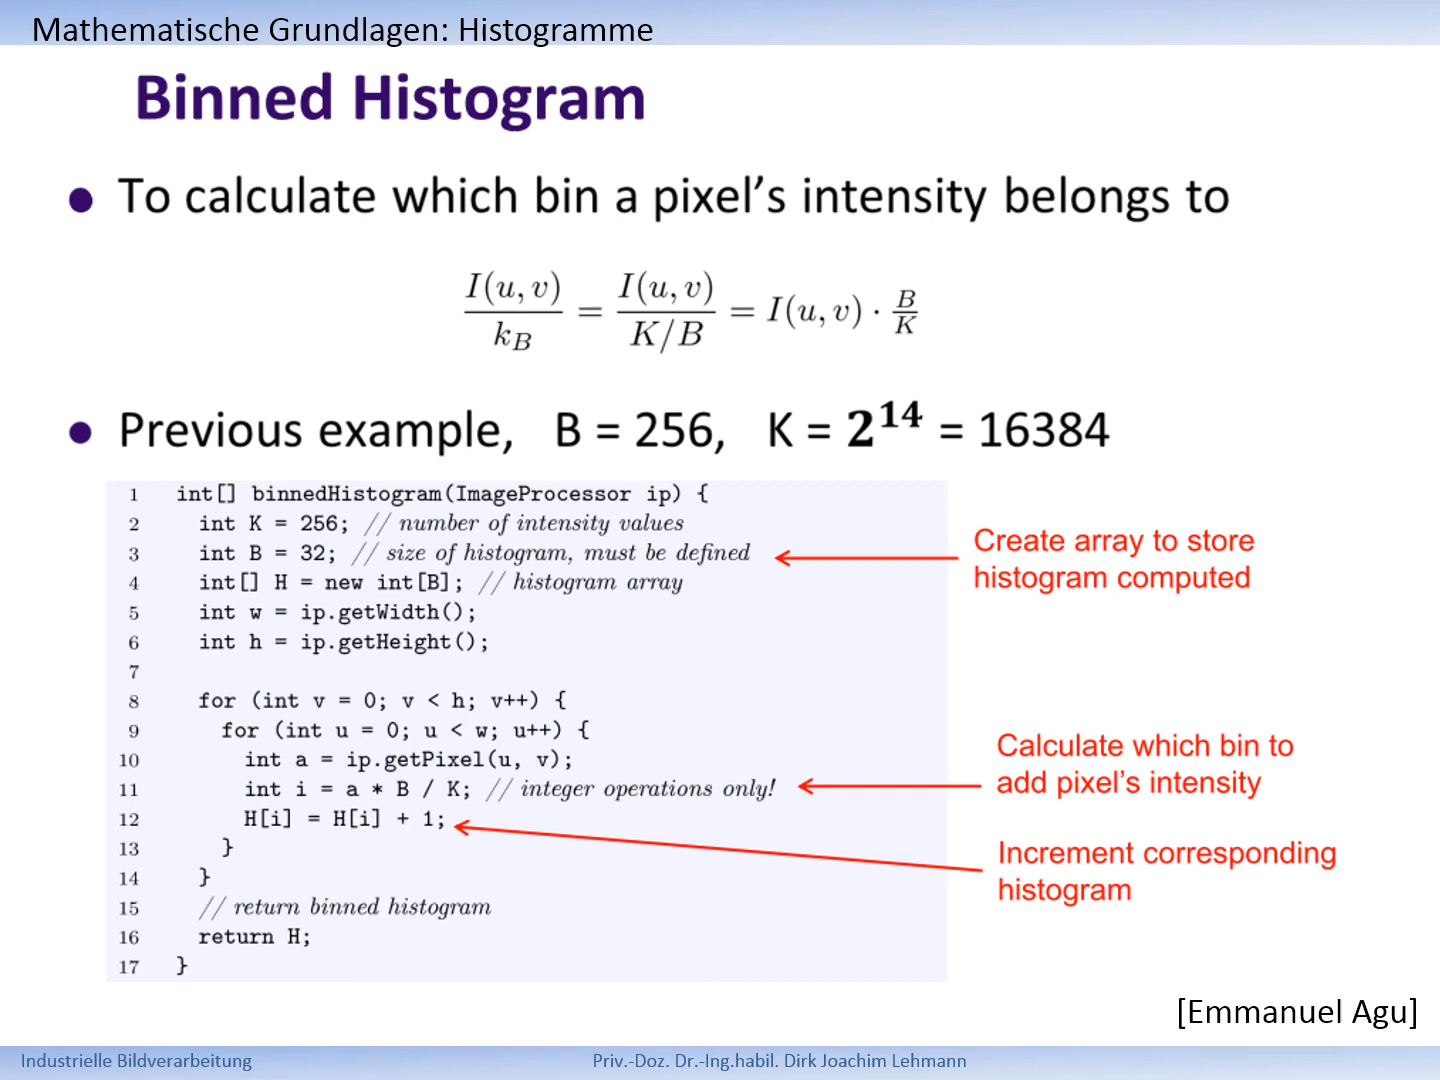 Mathematische Grundlagen: Histogramme
Binned Histogram
● To calculate which bin a pixel's intensity belongs to
I(u, v) / k_B = I(u, v) / (K/B) = I(u, v) · B/K
● Previous example, B = 256, K = 2^14 = 16384
1 int[] binnedHistogram(ImageProcessor ip) {
2 int K = 256; // number of intensity values
3 int B = 32; // size of histogram, must be defined
4 int[] H = new int[B]; // histogram array
5 int w = ip.getWidth();
6 int h = ip.getHeight();
7
8 for (int v = 0; v < h; v++) {
9 for (int u = 0; u < w; u++) {
10 int a = ip.getPixel(u, v);
11 int i = a * B / K; // integer operations only!
12 H[i] = H[i] + 1;
13 }
14 }
15 // return binned histogram
16 return H;
17 }
Create array to store
histogram computed
Calculate which bin to
add pixel's intensity
Increment corresponding
histogram
[Emmanuel Agu]
Industrielle Bildverarbeitung
Priv.-Doz. Dr.-Ing.habil. Dirk Joachim Lehmann